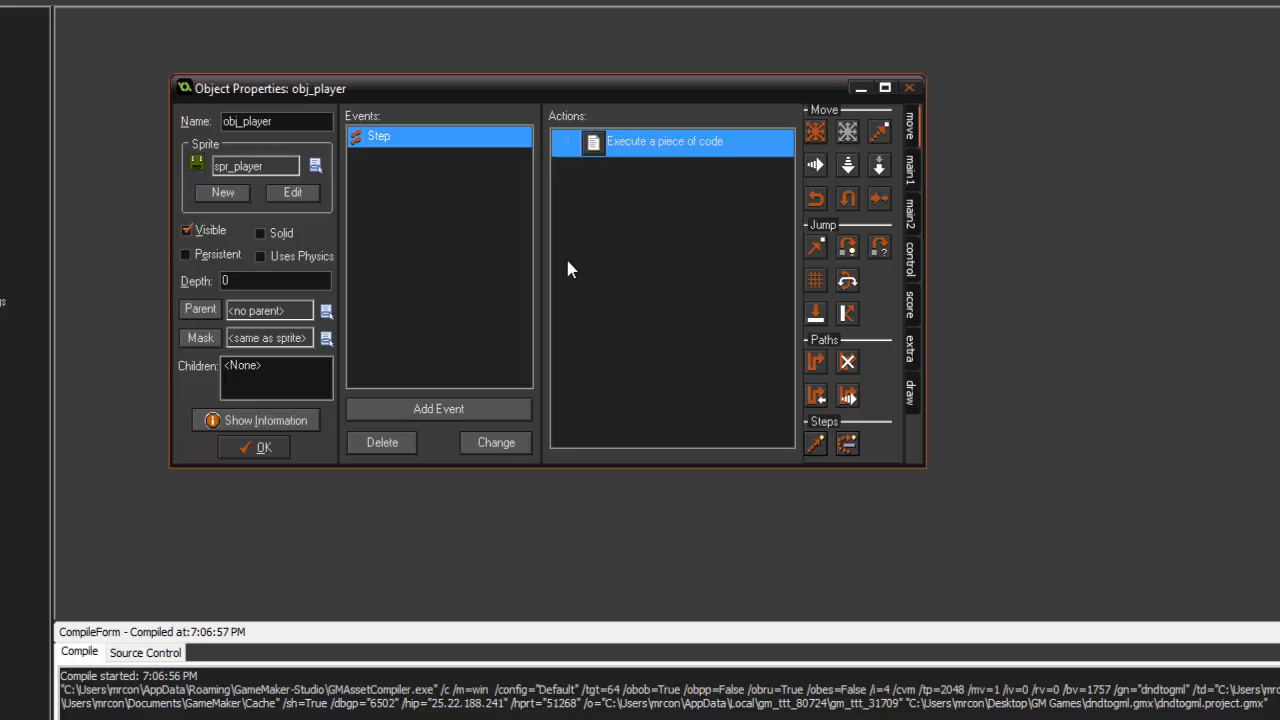 Object Properties: obj_player
Name: obj_player
Sprite
spr_player
New Edit
Visible Solid
Persistent Uses Physics
Depth: 0
Parent <no parent>
Mask <same as sprite>
Children: <None>
Show Information
OK
Events:
Step
Add Event
Delete Change
Actions:
Execute a piece of code
Move
Jump
Paths
Steps
move
main1
main2
control
score
extra
draw
gs
CompileForm - Compiled at:7:06:57 PM
Compile Source Control
Compile started: 7:06:56 PM
"C:\Users\mrcon\AppData\Roaming\GameMaker-Studio\GMAssetCompiler.exe" /c /m=win /config="Default" /tgt=64 /obob=True /obpp=False /obru=True /obes=False /i=4 /cvm /tp=2048 /mv=1 /iv=0 /rv=0 /bv=1757 /gn="dndtogml" /td="C:\Users\mrcon
\Users\mrcon\Documents\GameMaker\Cache" /sh=True /dbgp="6502" /hip="25.22.188.241" /hprt="51268" /o="C:\Users\mrcon\AppData\Local\gm_ttt_80724\gm_ttt_31709" "C:\Users\mrcon\Desktop\GM Games\dndtogml.gmx\dndtogml.project.gmx"